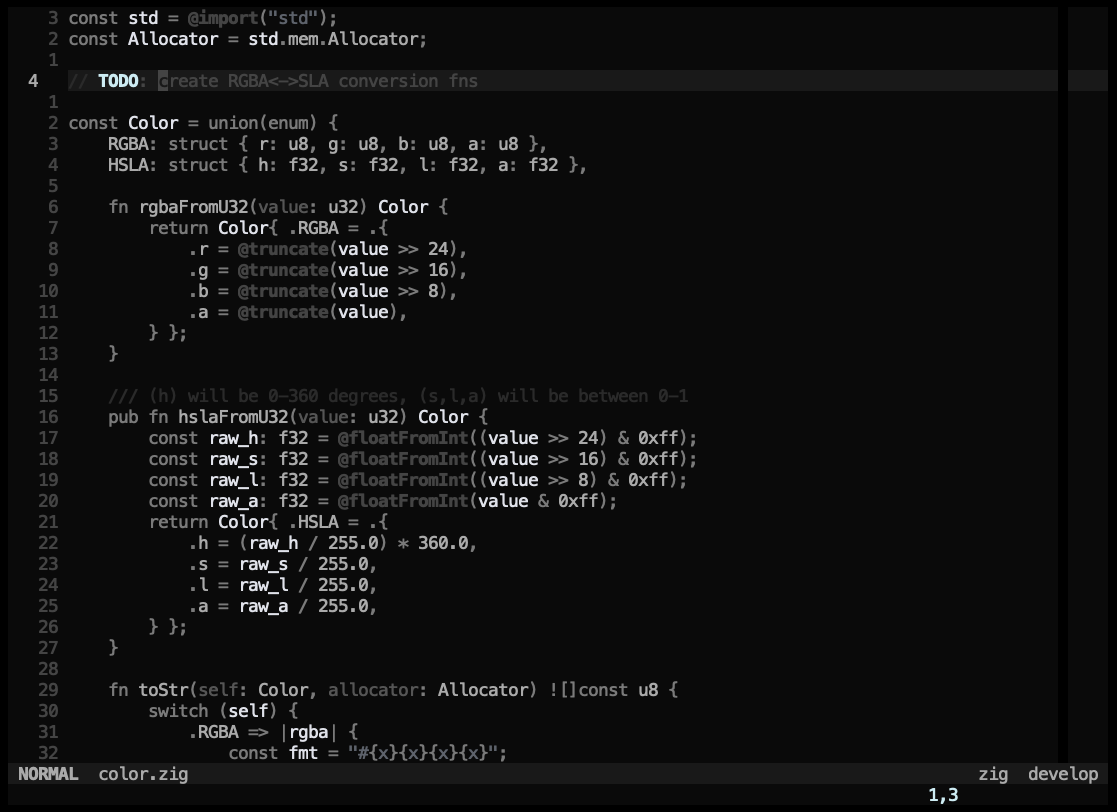 3 const std = @import("std");
2 const Allocator = std.mem.Allocator;
1
4 // TODO: create RGBA<->SLA conversion fns
1
2 const Color = union(enum) {
3     RGBA: struct { r: u8, g: u8, b: u8, a: u8 },
4     HSLA: struct { h: f32, s: f32, l: f32, a: f32 },
5
6     fn rgbaFromU32(value: u32) Color {
7         return Color{ .RGBA = .{
8             .r = @truncate(value >> 24),
9             .g = @truncate(value >> 16),
10             .b = @truncate(value >> 8),
11             .a = @truncate(value),
12         } };
13     }
14
15     /// (h) will be 0-360 degrees, (s,l,a) will be between 0-1
16     pub fn hslaFromU32(value: u32) Color {
17         const raw_h: f32 = @floatFromInt((value >> 24) & 0xff);
18         const raw_s: f32 = @floatFromInt((value >> 16) & 0xff);
19         const raw_l: f32 = @floatFromInt((value >> 8) & 0xff);
20         const raw_a: f32 = @floatFromInt(value & 0xff);
21         return Color{ .HSLA = .{
22             .h = (raw_h / 255.0) * 360.0,
23             .s = raw_s / 255.0,
24             .l = raw_l / 255.0,
25             .a = raw_a / 255.0,
26         } };
27     }
28
29     fn toStr(self: Color, allocator: Allocator) ![]const u8 {
30         switch (self) {
31             .RGBA => |rgba| {
32                 const fmt = "#{x}{x}{x}{x}";
NORMAL color.zig zig develop
1,3